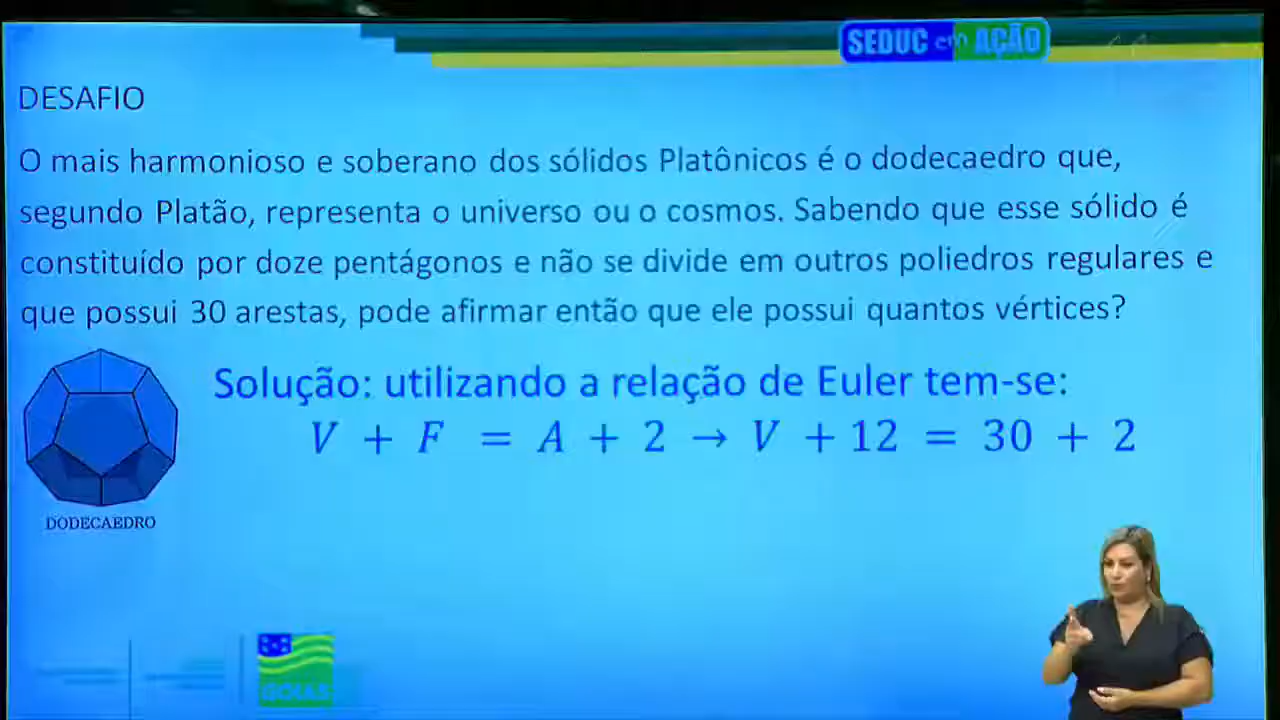 SEDUC em AÇÃO
DESAFIO
O mais harmonioso e soberano dos sólidos Platônicos é o dodecaedro que,
segundo Platão, representa o universo ou o cosmos. Sabendo que esse sólido é
constituído por doze pentágonos e não se divide em outros poliedros regulares e
que possui 30 arestas, pode afirmar então que ele possui quantos vértices?
Solução: utilizando a relação de Euler tem-se:
V + F = A + 2 → V + 12 = 30 + 2
DODECAEDRO
GOIÁS